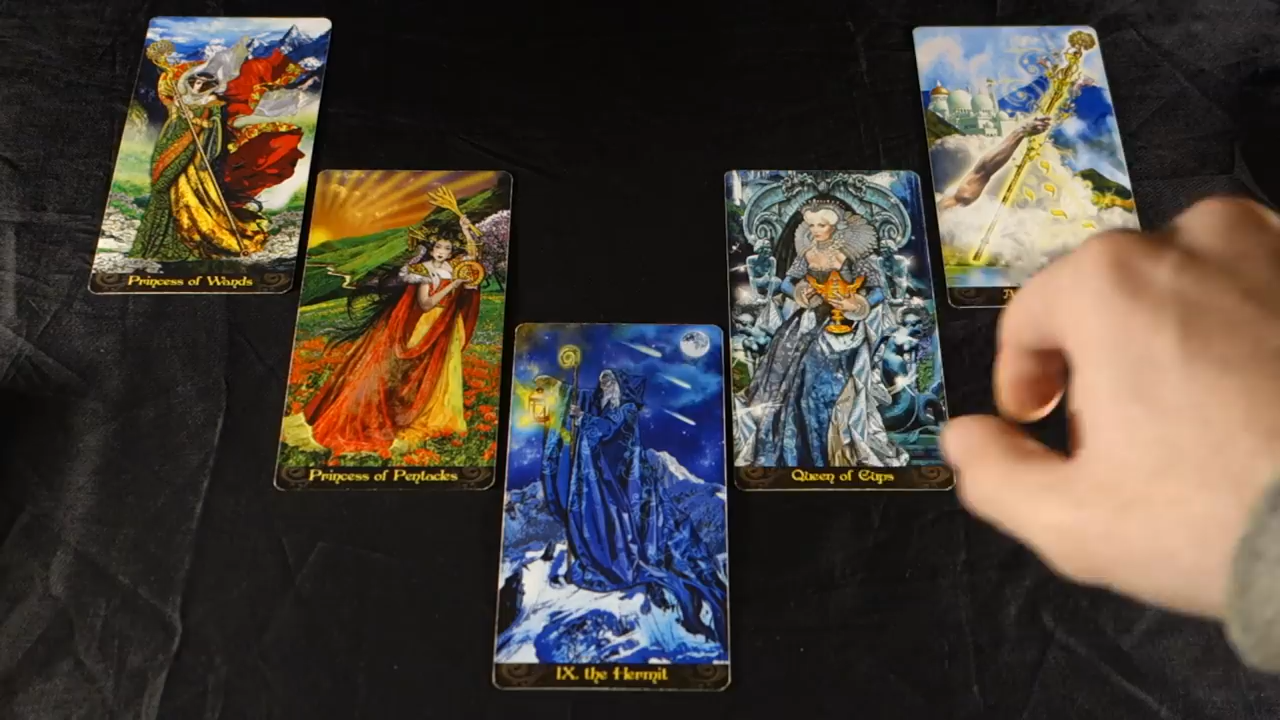 Princess of Wands
Princess of Pentacles
Queen of Cups
IX. the Hermit